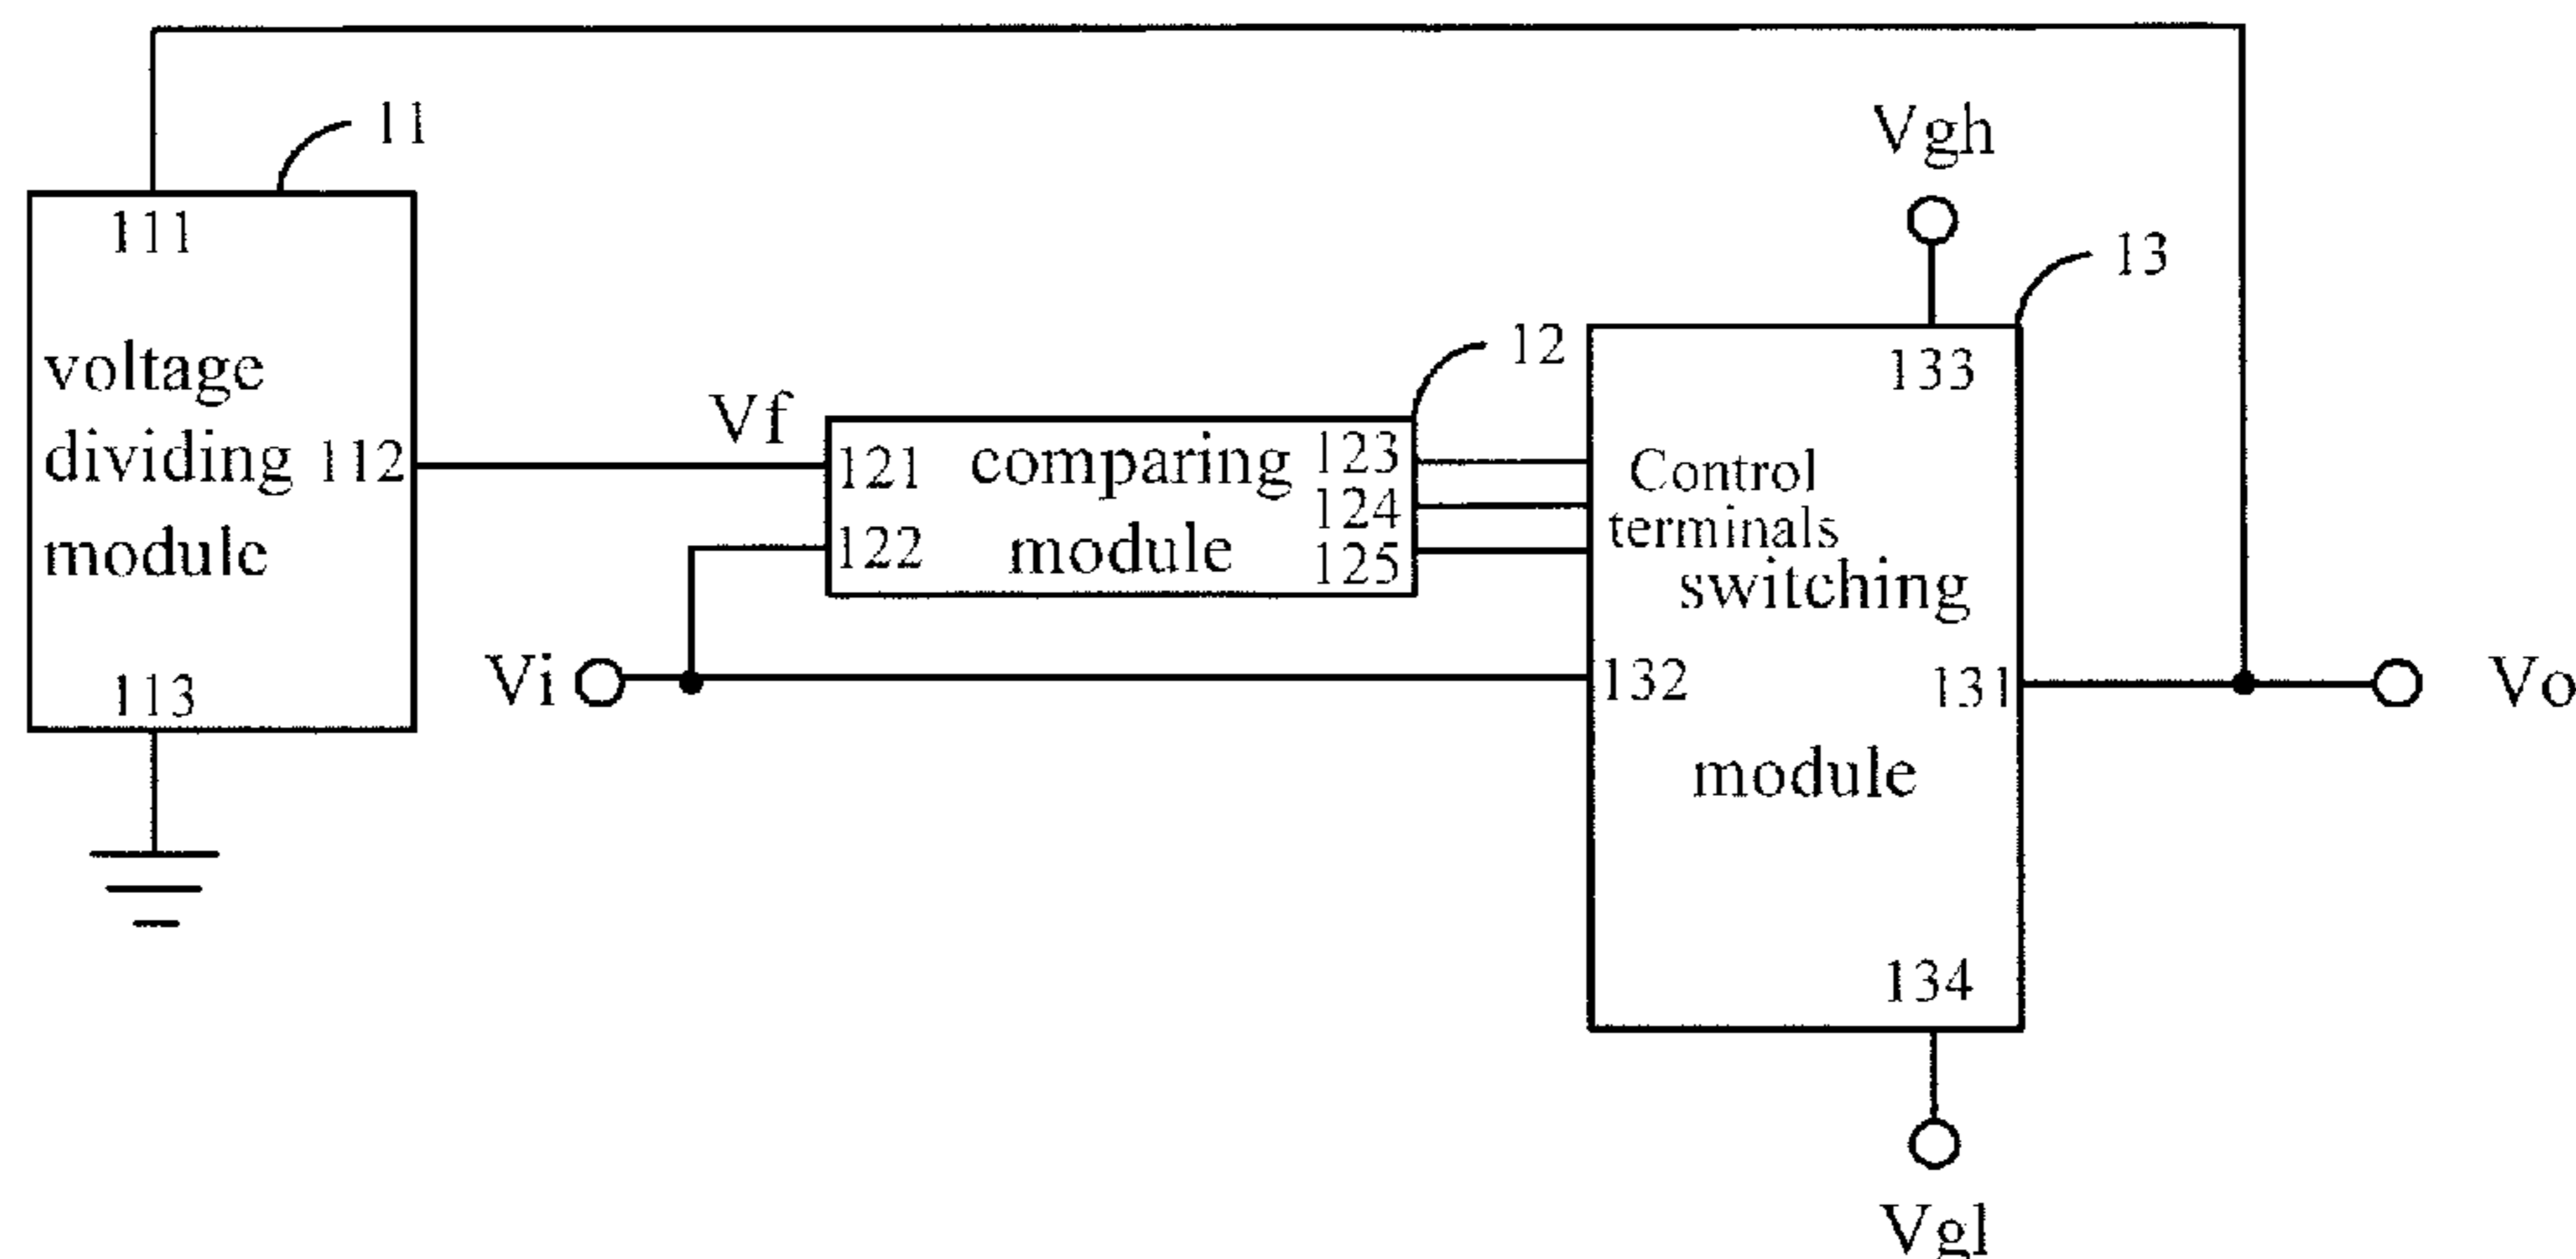 11
Vgh
111
13
12
133
voltage
Vf
dividing
112
121
comparing
123
Control
124
terminals
module
122
module
125
switching
Vi
132
131
Vo
113
module
134
Vgl